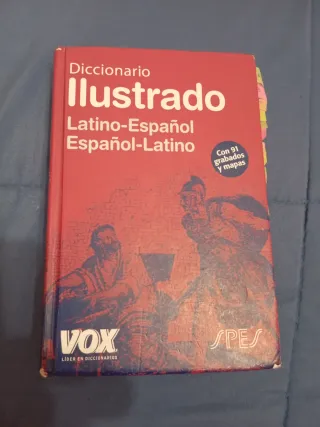 Diccionario
Ilustrado
Latino-Español
Español-Latino
Con 91
grabados
y mapas
VOX
LÍDER EN DICCIONARIOS
SPES